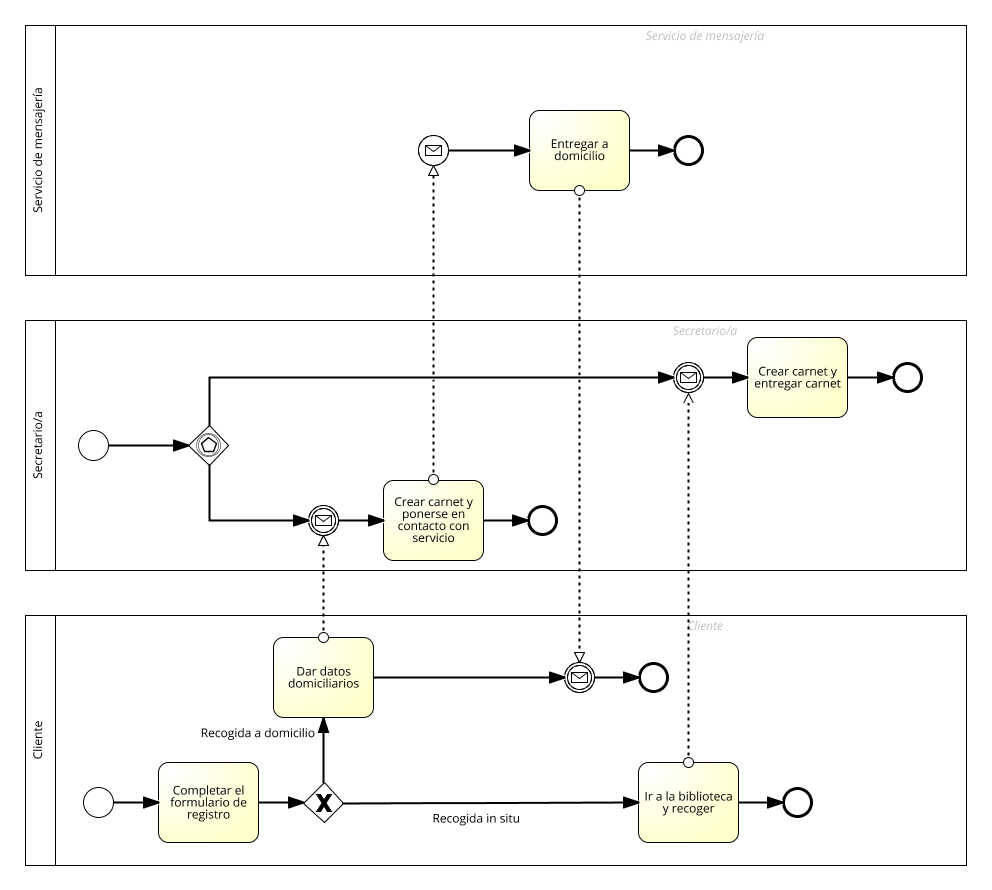 Servicio de mensajería
Servicio de mensajería
Entregar a
domicilio
Secretario/a
Secretario/a
Crear carnet y
entregar carnet
Crear carnet y
ponerse en
contacto con
servicio
Cliente
Cliente
Dar datos
domiciliarios
Recogida a domicilio
Completar el
formulario de
registro
Ir a la biblioteca
y recoger
Recogida in situ